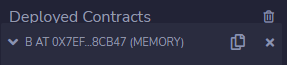 Deployed Contracts
B AT 0X7EF...8CB47 (MEMORY)